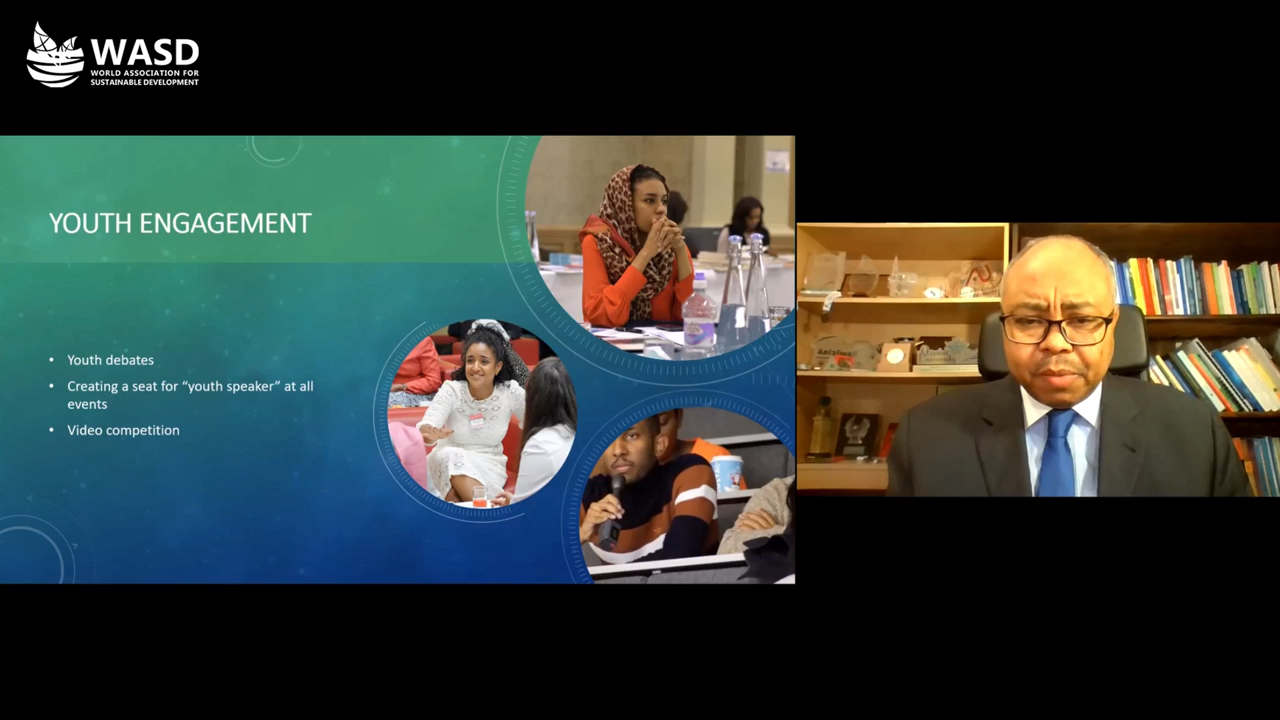 WASD
WORLD ASSOCIATION FOR
SUSTAINABLE DEVELOPMENT
YOUTH ENGAGEMENT
• Youth debates
• Creating a seat for “youth speaker” at all
events
• Video competition